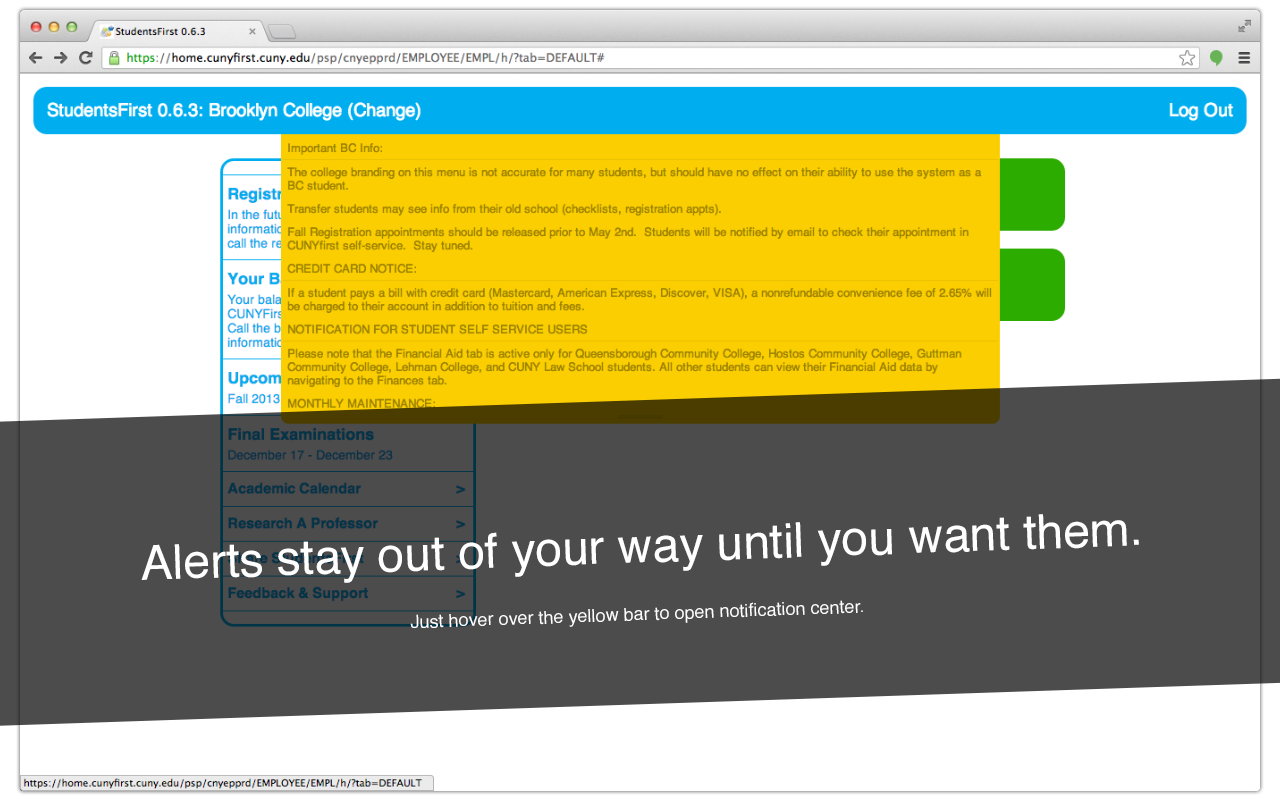 StudentsFirst 0.6.3
https://home.cunyfirst.cuny.edu/psp/cnyepprd/EMPLOYEE/EMPL/h/?tab=DEFAULT#
StudentsFirst 0.6.3: Brooklyn College (Change)
Log Out
Important BC Info:
The college branding on this menu is not accurate for many students, but should have no effect on their ability to use the system as a
BC student.
Transfer students may see info from their old school (checklists, registration appts).
Fall Registration appointments should be released prior to May 2nd.  Students will be notified by email to check their appointment in
CUNYfirst self-service.  Stay tuned.
CREDIT CARD NOTICE:
If a student pays a bill with credit card (Mastercard, American Express, Discover, VISA), a nonrefundable convenience fee of 2.65% will
be charged to their account in addition to tuition and fees.
NOTIFICATION FOR STUDENT SELF SERVICE USERS
Please note that the Financial Aid tab is active only for Queensborough Community College, Hostos Community College, Guttman
Community College, Lehman College, and CUNY Law School students. All other students can view their Financial Aid data by
navigating to the Finances tab.
MONTHLY MAINTENANCE:
Registr
In the futu
information
call the re
Your B
Your bala
CUNYFirs
Call the b
informatio
Upcom
Fall 2013
Final Examinations
December 17 - December 23
Academic Calendar >
Research A Professor >
Feedback & Support >
Alerts stay out of your way until you want them.
Just hover over the yellow bar to open notification center.
https://home.cunyfirst.cuny.edu/psp/cnyepprd/EMPLOYEE/EMPL/h/?tab=DEFAULT